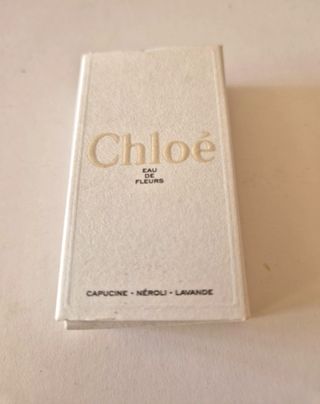 Chloé
EAU
DE
FLEURS
CAPUCINE - NÉROLI - LAVANDE